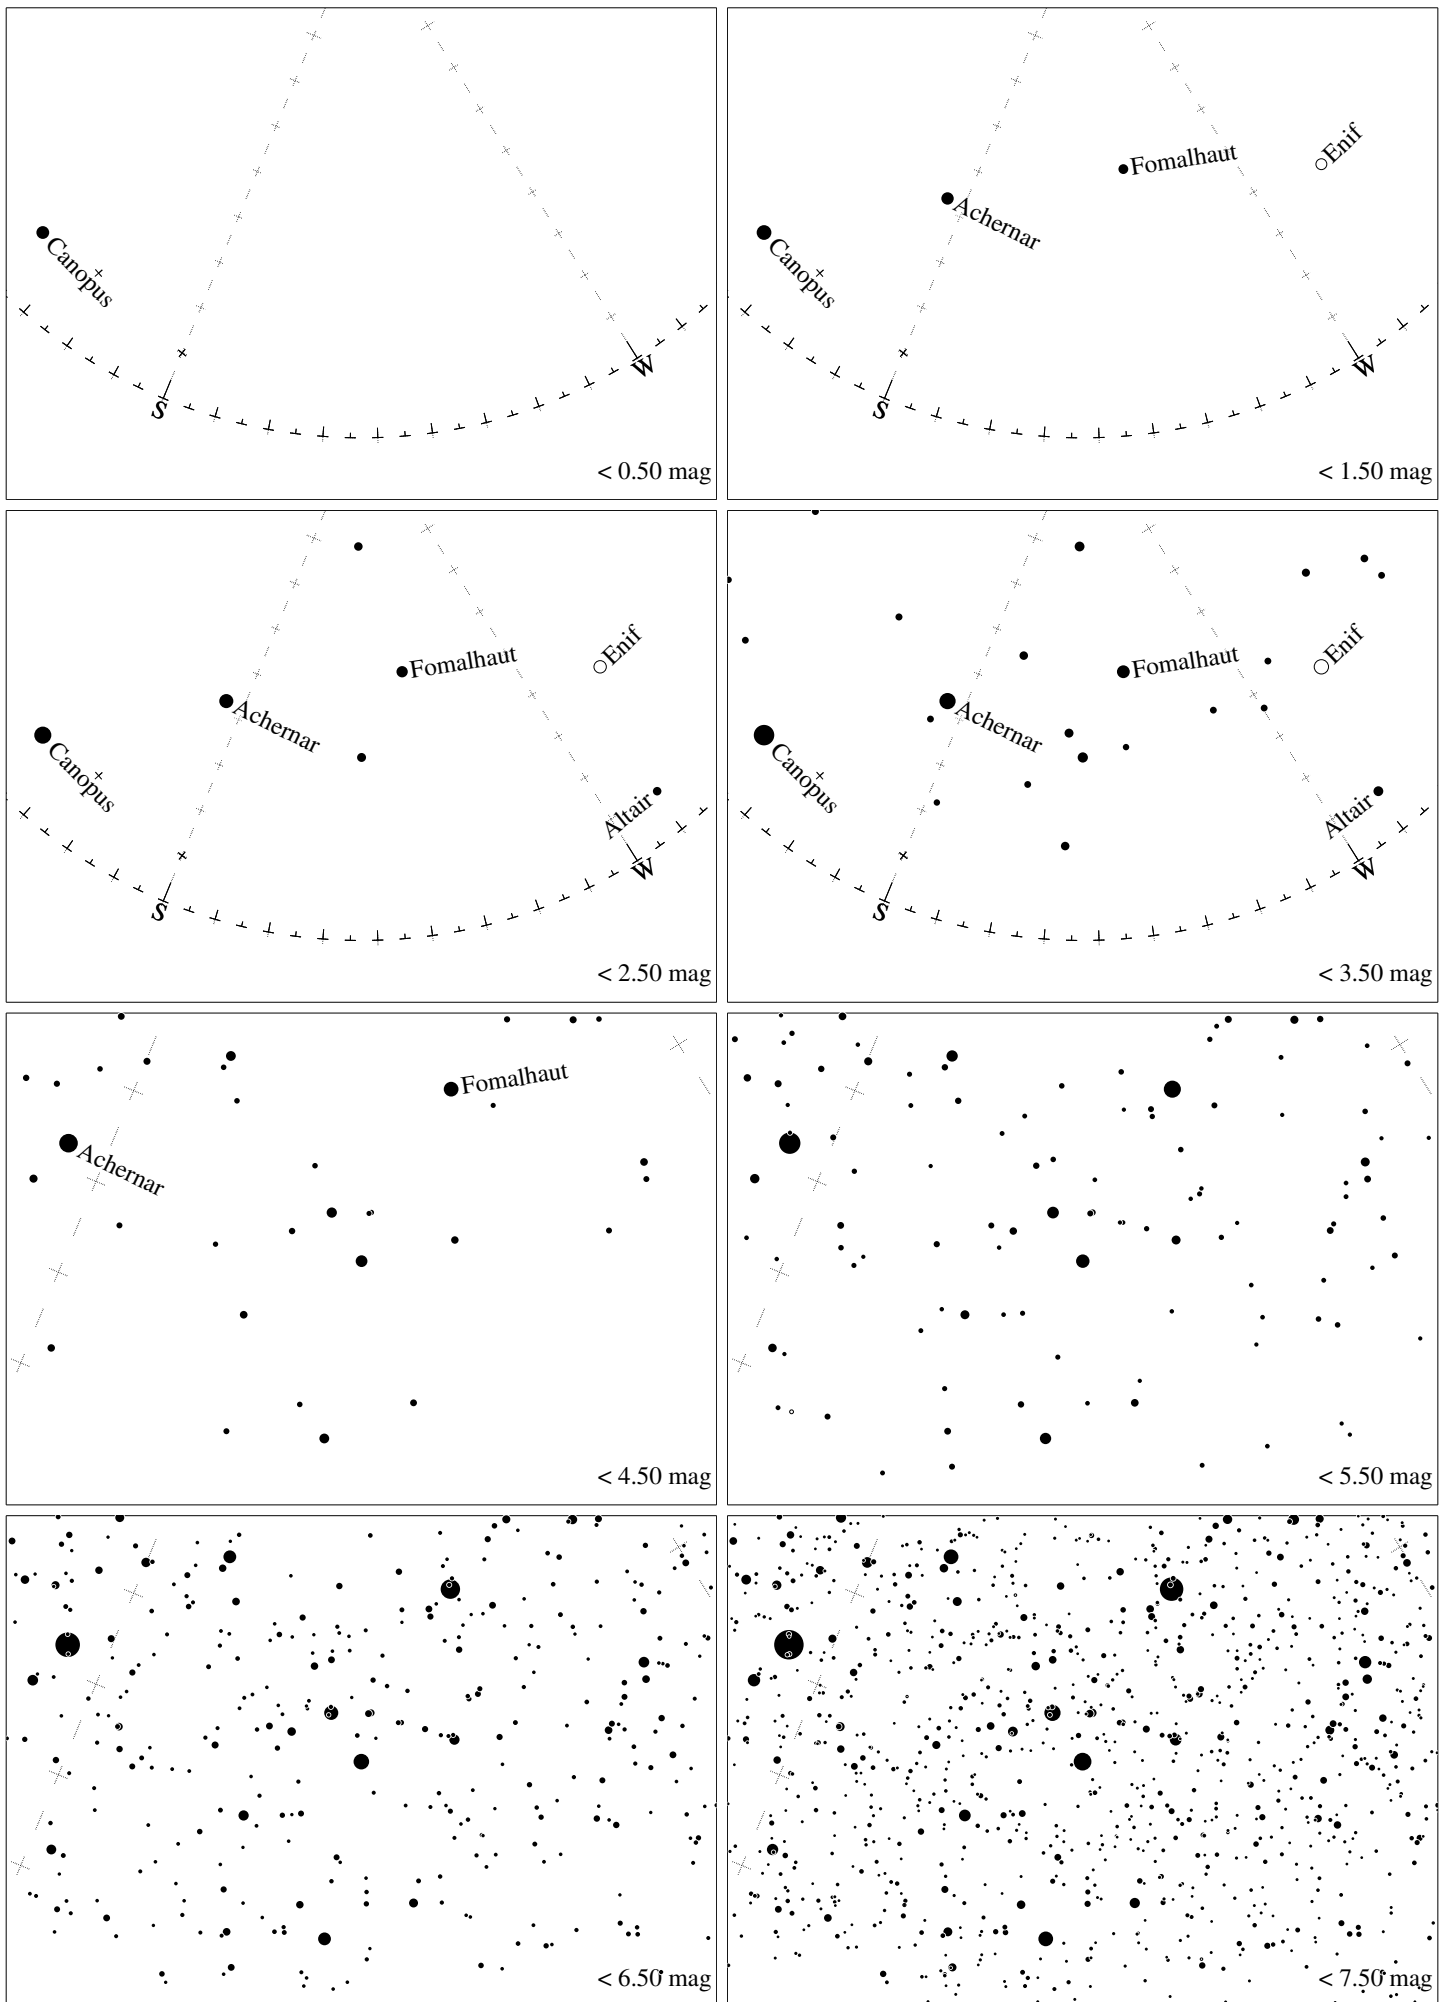 Canopus
S
W
< 0.50 mag
Enif
Fomalhaut
Achernar
Canopus
S
W
< 1.50 mag
Enif
Fomalhaut
Achernar
Canopus
Altair
S
W
< 2.50 mag
Enif
Fomalhaut
Achernar
Canopus
Altair
S
W
< 3.50 mag
Fomalhaut
Achernar
< 4.50 mag
< 5.50 mag
< 6.50 mag
< 7.50 mag